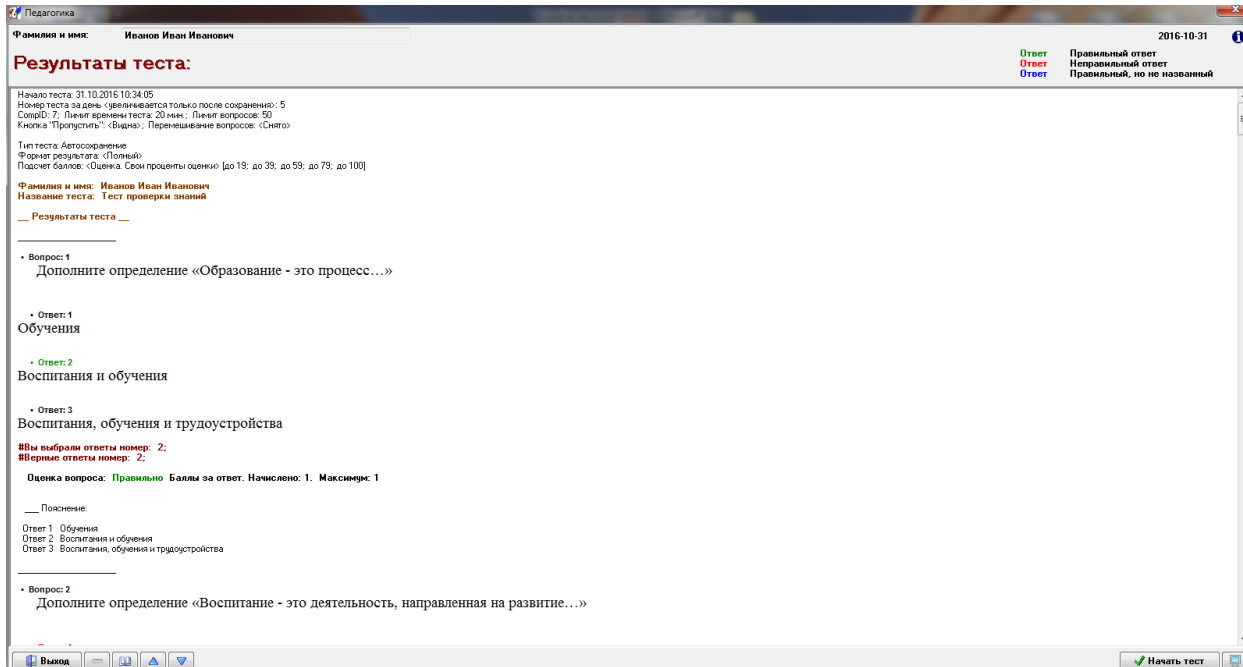 Педагогика
Фамилия и имя: Иванов Иван Иванович
2016-10-31
Результаты теста:
Ответ Правильный ответ
Ответ Неправильный ответ
Ответ Правильный, но не названный
Начало теста: 31.10.2016 10:34:05
Номер теста за день <увеличивается только после сохранения>: 5
CompID: 7; Лимит времени теста: 20 мин.; Лимит вопросов: 50
Кнопка "Пропустить": <Видна>; Перемешивание вопросов: <Снято>
Тип теста: Автосохранение
Формат результата: <Полный>
Подсчет баллов: <Оценка. Свои проценты оценки> [до 19; до 39; до 59; до 79; до 100]
Фамилия и имя: Иванов Иван Иванович
Название теста: Тест проверки знаний
__ Результаты теста __
• Вопрос: 1
Дополните определение «Образование - это процесс…»
• Ответ: 1
Обучения
• Ответ: 2
Воспитания и обучения
• Ответ: 3
Воспитания, обучения и трудоустройства
#Вы выбрали ответы номер: 2;
#Верные ответы номер: 2;
Оценка вопроса: Правильно Баллы за ответ. Начислено: 1. Максимум: 1
___ Пояснение:
Ответ 1 Обучения
Ответ 2 Воспитания и обучения
Ответ 3 Воспитания, обучения и трудоустройства
• Вопрос: 2
Дополните определение «Воспитание - это деятельность, направленная на развитие…»
Выход
Начать тест